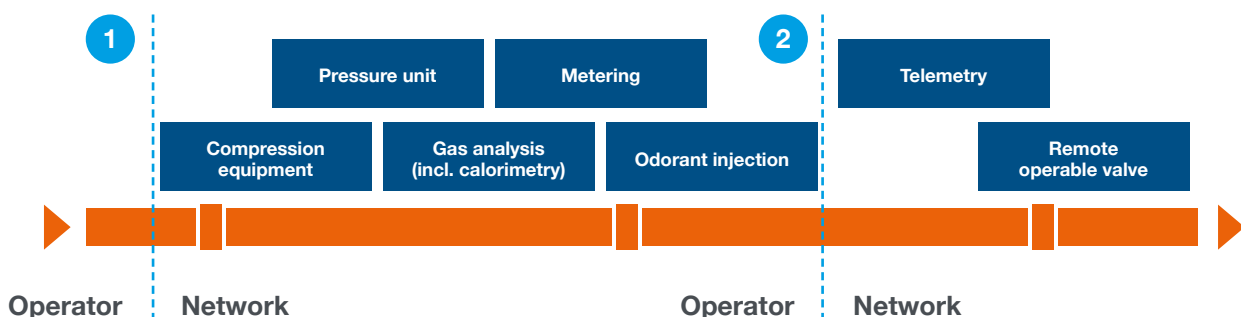 1
2
Pressure unit
Metering
Telemetry
Compression
equipment
Gas analysis
(incl. calorimetry)
Odorant injection
Remote
operable valve
Operator
Network
Operator
Network